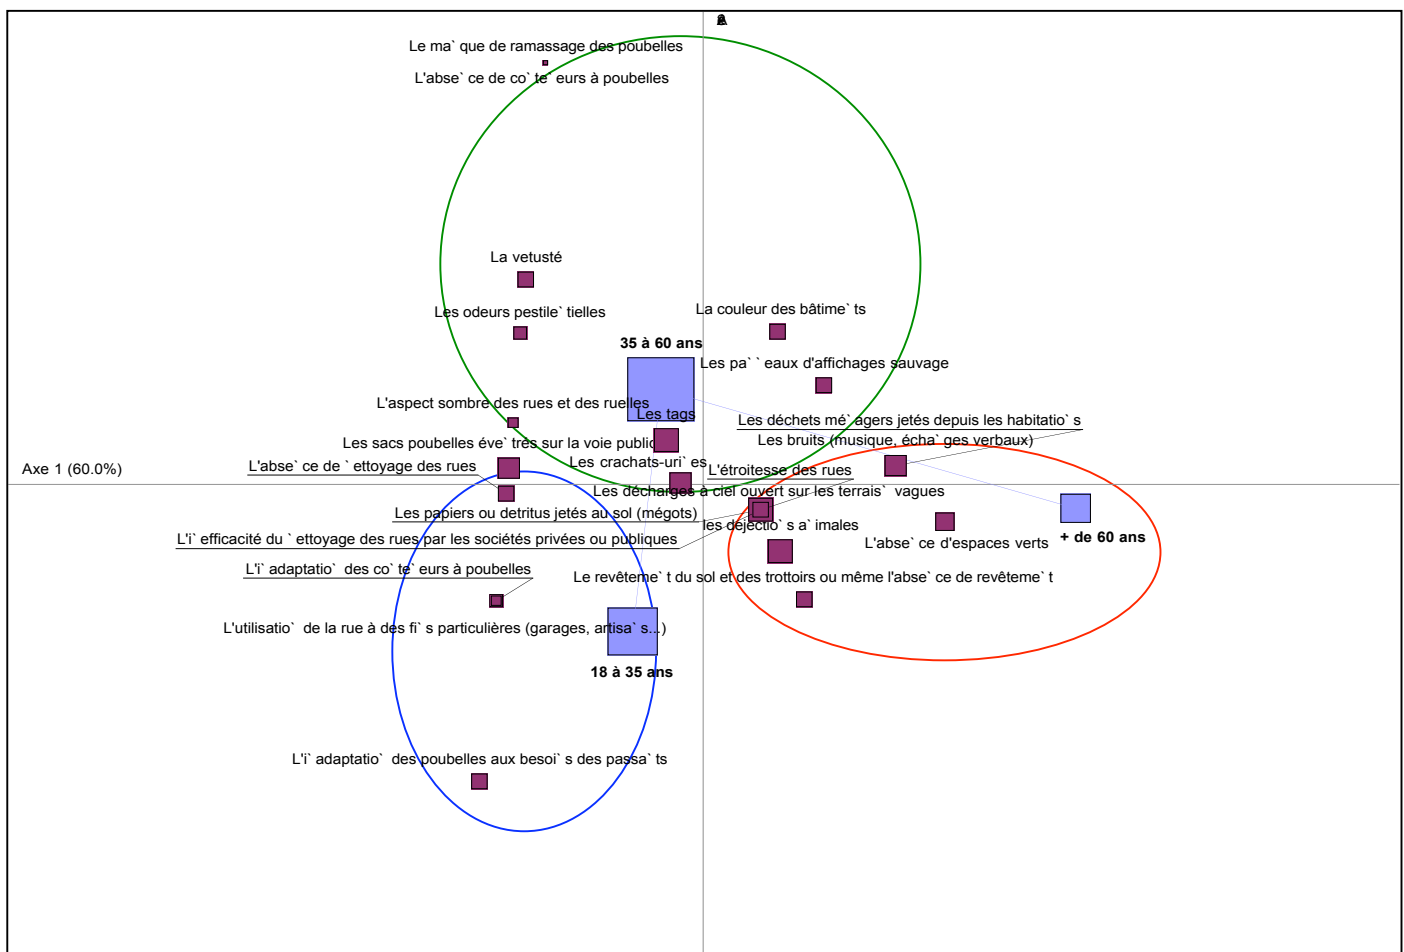 Le ma` que de ramassage des poubelles
L'abse` ce de co` te` eurs à poubelles
La vetusté
Les odeurs pestile` tielles
La couleur des bâtime` ts
35 à 60 ans
Les pa` ` eaux d'affichages sauvage
L'aspect sombre des rues et des ruelles
Les tags
Les déchets mé` agers jetés depuis les habitatio` s
Les sacs poubelles éve` trés sur la voie public
Les bruits (musique, écha` ges verbaux)
Axe 1 (60.0%)
L'abse` ce de ` ettoyage des rues
Les crachats-uri` es
L'étroitesse des rues
Les décharges à ciel ouvert sur les terrais` vagues
Les papiers ou detritus jetés au sol (mégots)
les dejectio` s a` imales
L'i` efficacité du ` ettoyage des rues par les sociétés privées ou publiques
L'abse` ce d'espaces verts
+ de 60 ans
L'i` adaptatio` des co` te` eurs à poubelles
Le revêteme` t du sol et des trottoirs ou même l'abse` ce de revêteme` t
L'utilisatio` de la rue à des fi` s particulières (garages, artisa` s...)
18 à 35 ans
L'i` adaptatio` des poubelles aux besoi` s des passa` ts